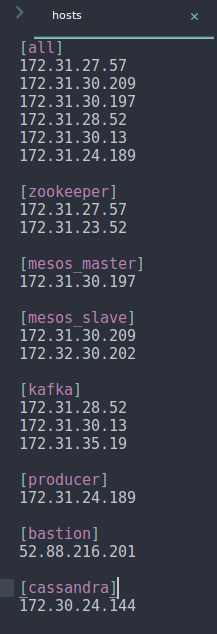 hosts
[all]
172.31.27.57
172.31.30.209
172.31.30.197
172.31.28.52
172.31.30.13
172.31.24.189
[zookeeper]
172.31.27.57
172.31.23.52
[mesos_master]
172.31.30.197
[mesos_slave]
172.31.30.209
172.32.30.202
[kafka]
172.31.28.52
172.31.30.13
172.31.35.19
[producer]
172.31.24.189
[bastion]
52.88.216.201
[cassandra]
172.30.24.144